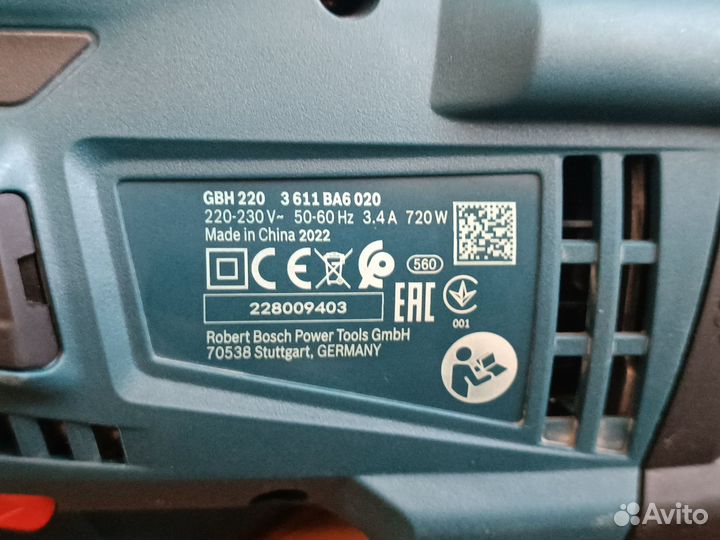 GBH 220 3 611 BA6 020
220-230 V~ 50-60 Hz 3.4 A 720 W
Made in China 2022
CE 560
228009403 EAC
001
Robert Bosch Power Tools GmbH
70538 Stuttgart, GERMANY
Avito